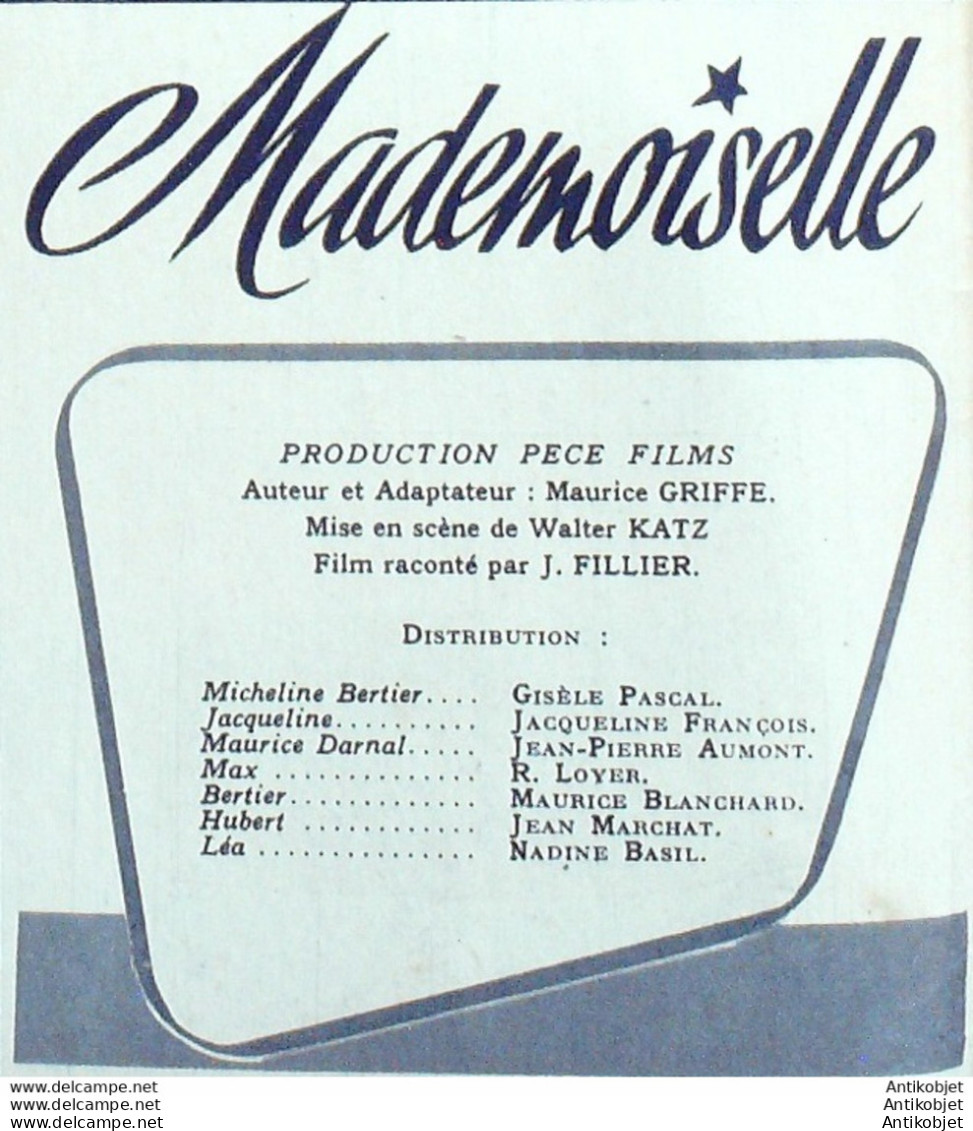 Mademoiselle
PRODUCTION PECE FILMS
Auteur et Adaptateur : Maurice GRIFFE.
Mise en scène de Walter KATZ
Film raconté par J. FILLIER.
DISTRIBUTION :
Micheline Bertier.... GISÈLE PASCAL.
Jacqueline.......... JACQUELINE FRANÇOIS.
Maurice Darnal..... JEAN-PIERRE AUMONT.
Max .............. R. LOYER.
Bertier............. MAURICE BLANCHARD.
Hubert ............ JEAN MARCHAT.
Léa ............... NADINE BASIL.
www.delcampe.net Antikobjet
www.delcampe.net Antikobjet
www.delcampe.net Antikobjet